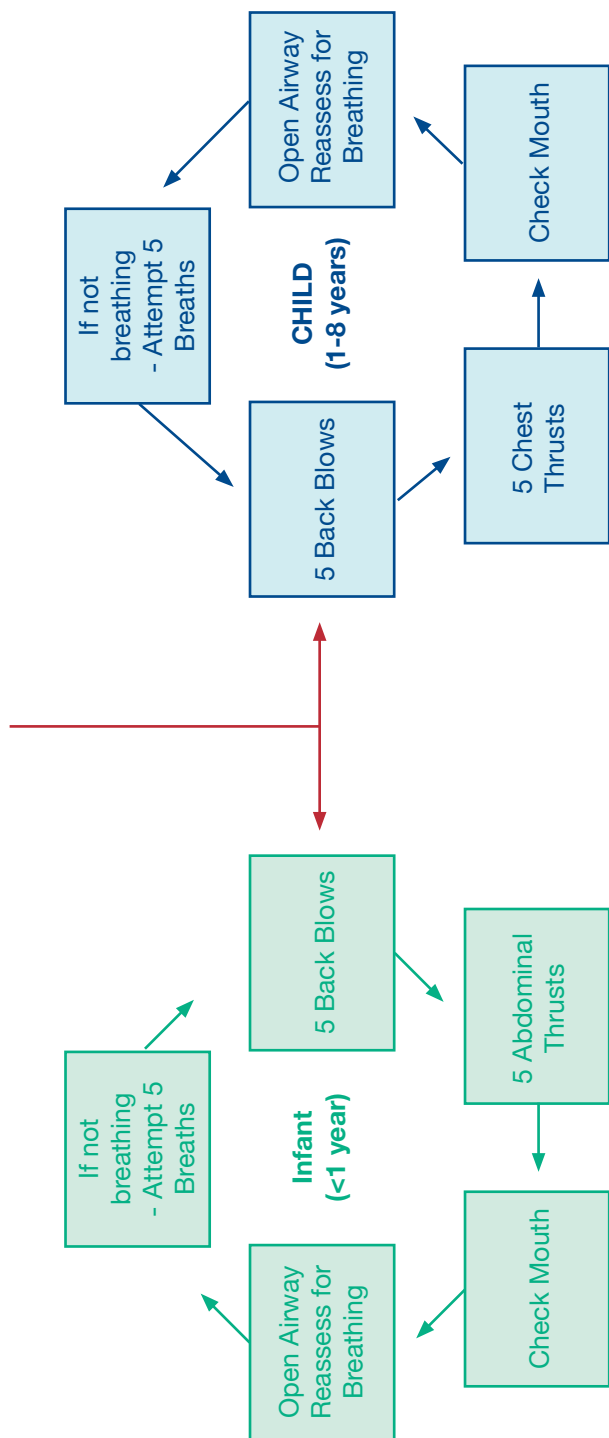 If not
breathing
- Attempt 5
Breaths
Open Airway
Reassess for
Breathing
Infant
(<1 year)
5 Back Blows
Check Mouth
5 Abdominal
Thrusts
If not
breathing
- Attempt 5
Breaths
5 Back Blows
CHILD
(1-8 years)
Open Airway
Reassess for
Breathing
5 Chest
Thrusts
Check Mouth